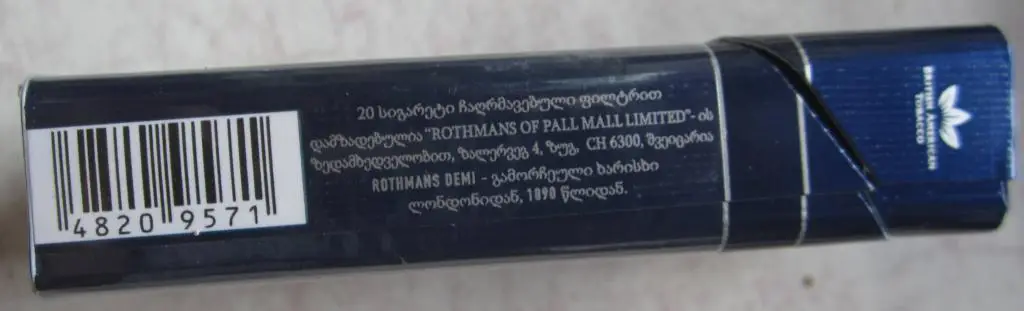 20 სიგარეტი ჩაღრმავებული ფილტრით
დამზადებულია "ROTHMANS OF PALL MALL LIMITED"- ის
ზედამხედველობით, ზალერვეგ 4, ზუგ, CH 6300, შვეიცარია
ROTHMANS DEMI - გამორჩეული ხარისხი
ლონდონიდან, 1890 წლიდან.
4820 9571
BRITISH AMERICAN
TOBACCO